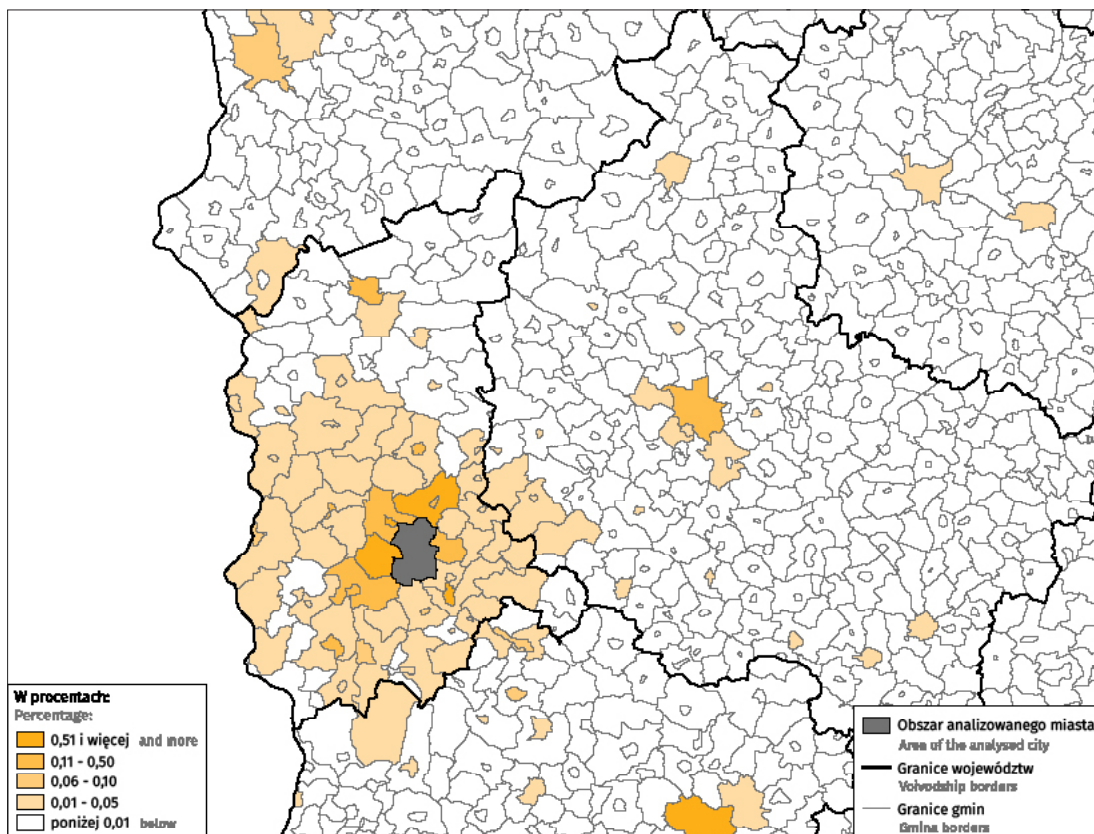 W procentach:
Percentage:
0,51 i więcej and more
0,11 - 0,50
0,06 - 0,10
0,01 - 0,05
poniżej 0,01 below
Obszar analizowanego miasta
Area of the analysed city
Granice województw
Voivodship borders
Granice gmin
Gmina borders